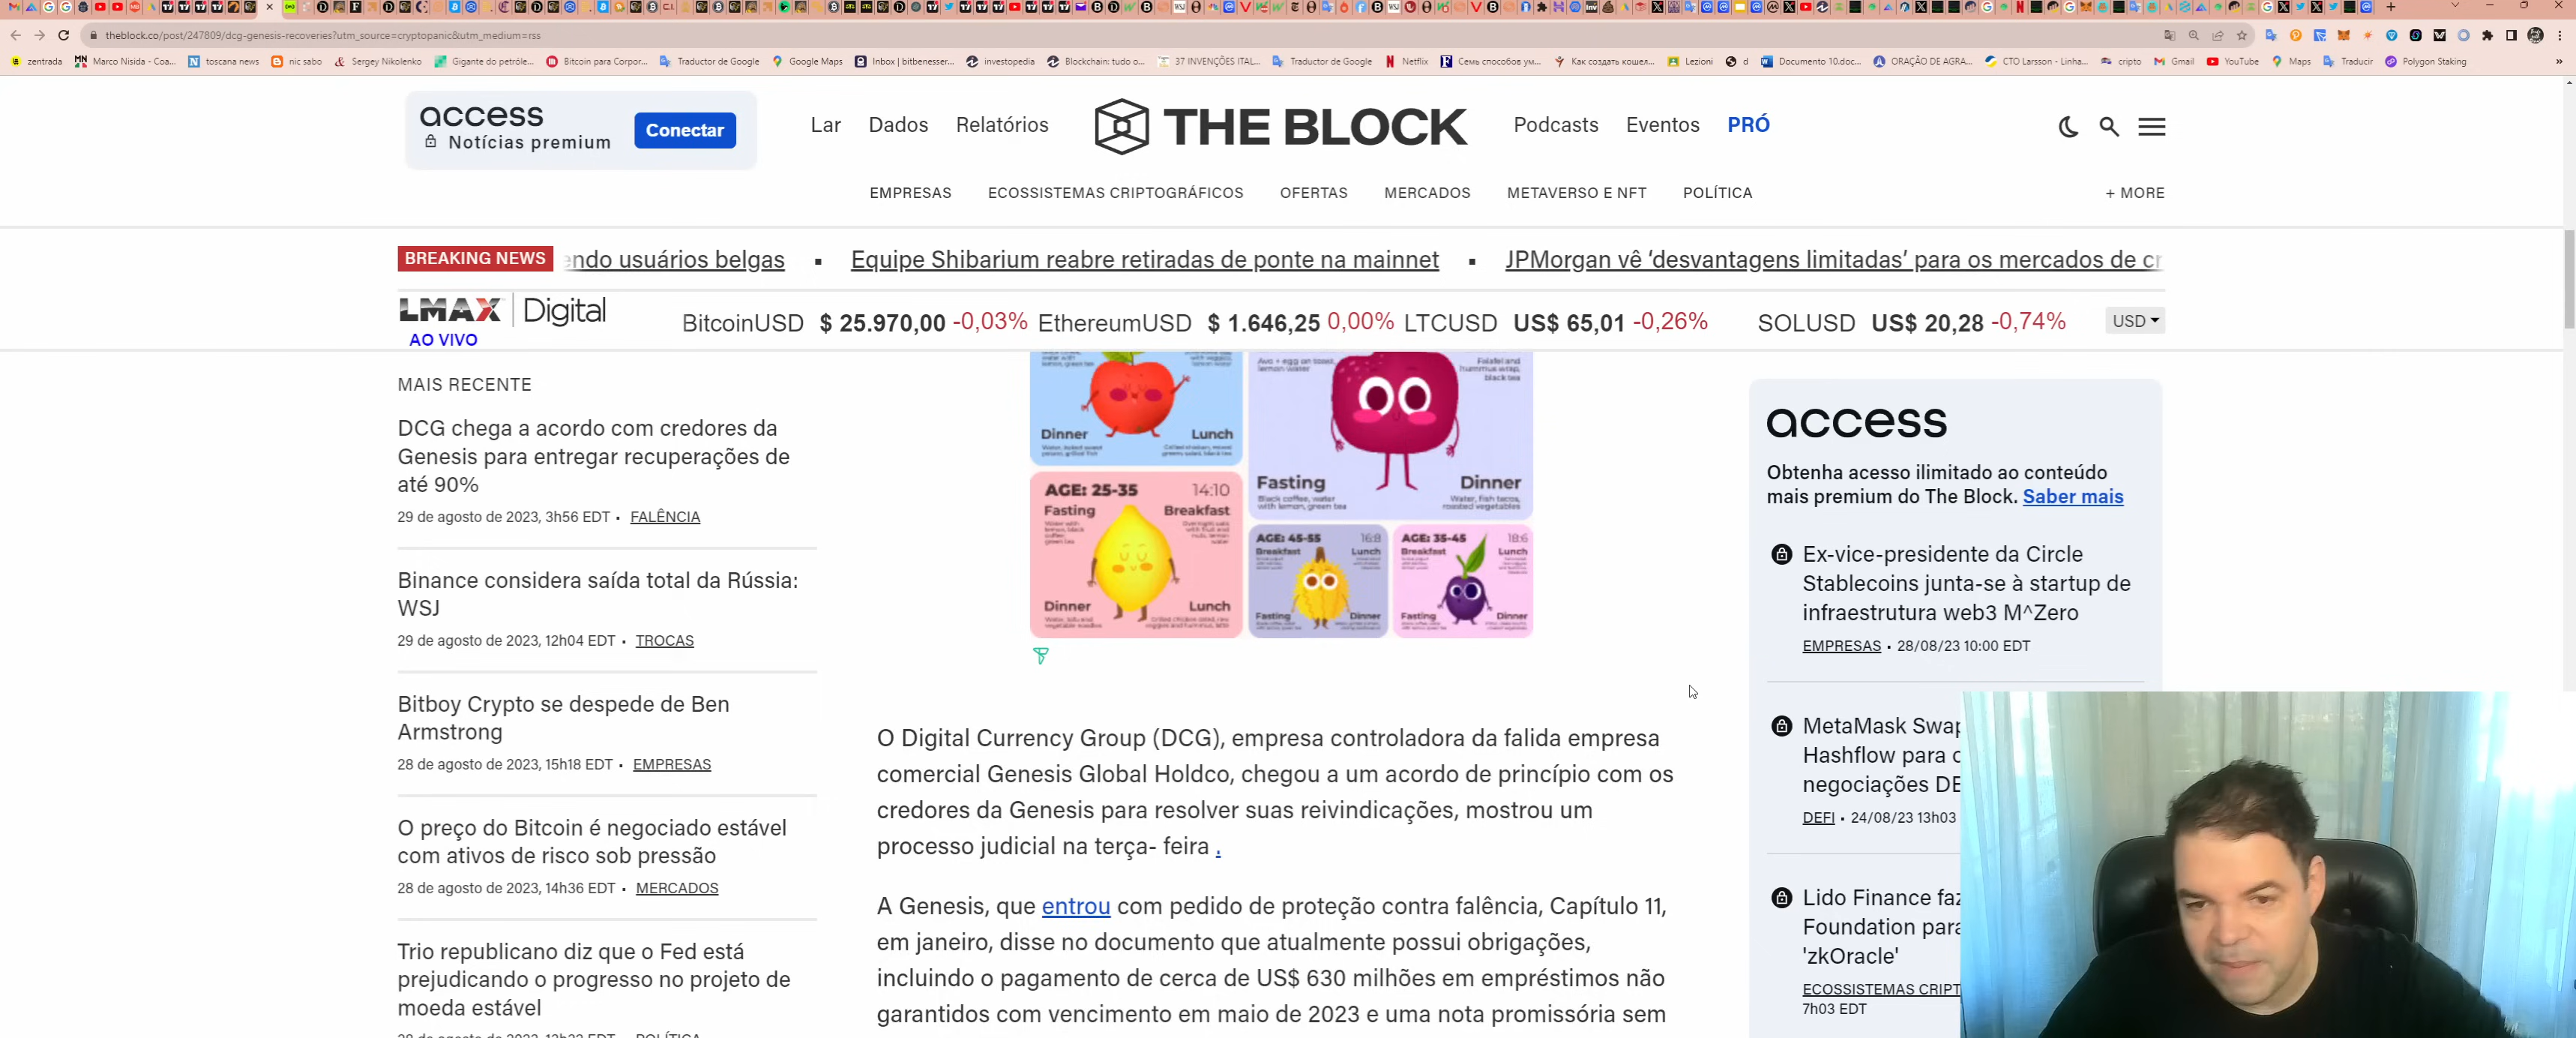 theblock.co/post/247809/dcg-genesis-recoveries?utm_source=cryptopanic&utm_medium=rss
zentrada
Marco Nisida - Coa...
toscana news
nic sabo
Sergey Nikolenko
Gigante do petróle...
Bitcoin para Corpor...
Traductor de Google
Google Maps
Inbox | bitbenesser...
investopedia
Blockchain: tudo o...
37 INVENÇÕES ITAL...
Traductor de Google
Netflix
Семь способов ум...
Как создать кошел...
Lezioni
d
Documento 10.doc...
ORAÇÃO DE AGRA...
CTO Larsson - Linha...
cripto
Gmail
YouTube
Maps
Traducir
Polygon Staking
access
Notícias premium
Conectar
Lar
Dados
Relatórios
THE BLOCK
Podcasts
Eventos
PRÓ
EMPRESAS
ECOSSISTEMAS CRIPTOGRÁFICOS
OFERTAS
MERCADOS
METAVERSO E NFT
POLÍTICA
+ MORE
BREAKING NEWS
endo usuários belgas
Equipe Shibarium reabre retiradas de ponte na mainnet
JPMorgan vê ‘desvantagens limitadas’ para os mercados de cr
LMAX Digital
AO VIVO
BitcoinUSD $ 25.970,00 -0,03%
EthereumUSD $ 1.646,25 0,00%
LTCUSD US$ 65,01 -0,26%
SOLUSD US$ 20,28 -0,74%
USD
MAIS RECENTE
DCG chega a acordo com credores da
Genesis para entregar recuperações de
até 90%
29 de agosto de 2023, 3h56 EDT • FALÊNCIA
Binance considera saída total da Rússia:
WSJ
29 de agosto de 2023, 12h04 EDT • TROCAS
Bitboy Crypto se despede de Ben
Armstrong
28 de agosto de 2023, 15h18 EDT • EMPRESAS
O preço do Bitcoin é negociado estável
com ativos de risco sob pressão
28 de agosto de 2023, 14h36 EDT • MERCADOS
Trio republicano diz que o Fed está
prejudicando o progresso no projeto de
moeda estável
Dinner
Lunch
Fasting
Dinner
Black coffee, water
with lemon, green tea
Water, fish tacos,
roasted vegetables
AGE: 25-35 14:10
Fasting
Breakfast
Dinner
Lunch
AGE: 45-55 16:8
Breakfast
Lunch
Fasting
Dinner
AGE: 35-45 18:6
Breakfast
Lunch
Fasting
Dinner
O Digital Currency Group (DCG), empresa controladora da falida empresa
comercial Genesis Global Holdco, chegou a um acordo de princípio com os
credores da Genesis para resolver suas reivindicações, mostrou um
processo judicial na terça- feira .
A Genesis, que entrou com pedido de proteção contra falência, Capítulo 11,
em janeiro, disse no documento que atualmente possui obrigações,
incluindo o pagamento de cerca de US$ 630 milhões em empréstimos não
garantidos com vencimento em maio de 2023 e uma nota promissória sem
access
Obtenha acesso ilimitado ao conteúdo
mais premium do The Block. Saber mais
Ex-vice-presidente da Circle
Stablecoins junta-se à startup de
infraestrutura web3 M^Zero
EMPRESAS • 28/08/23 10:00 EDT
MetaMask Swap
Hashflow para c
negociações DE
DEFI • 24/08/23 13h03
Lido Finance faz
Foundation para
'zkOracle'
ECOSSISTEMAS CRIPT
7h03 EDT